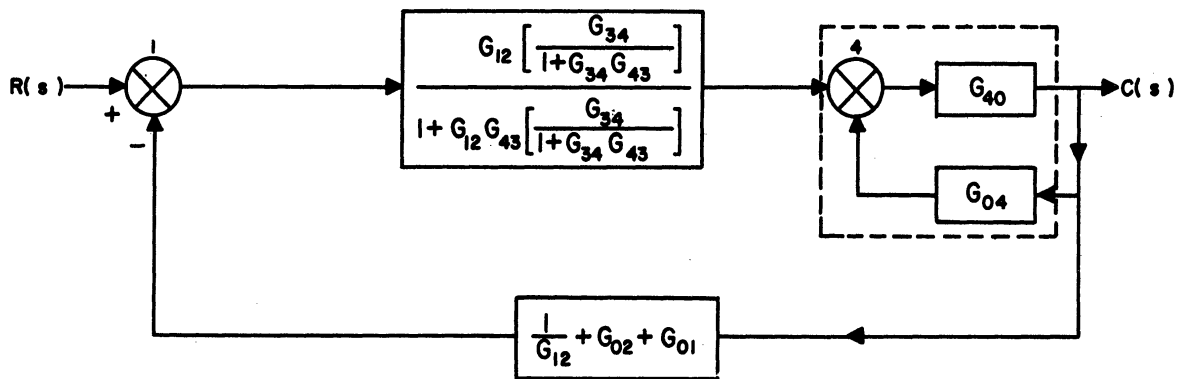 1
R(s)
+
−
G₁₂ [ G₃₄ / 1+G₃₄ G₄₃ ]
1+ G₁₂ G₄₃ [ G₃₄ / 1+G₃₄ G₄₃ ]
4
G₄₀
C(s)
G₀₄
1 / G₁₂ + G₀₂ + G₀₁